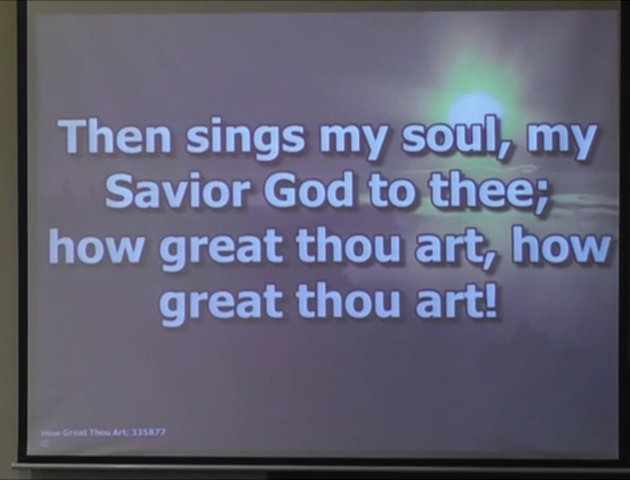 Then sings my soul, my
Savior God to thee;
how great thou art, how
great thou art!
How Great Thou Art; 335877
©